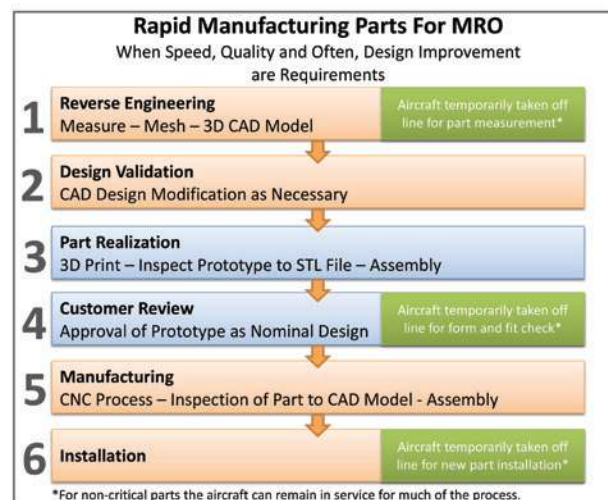 Rapid Manufacturing Parts For MRO
When Speed, Quality and Often, Design Improvement
are Requirements
1
Reverse Engineering
Measure – Mesh – 3D CAD Model
Aircraft temporarily taken off
line for part measurement*
2
Design Validation
CAD Design Modification as Necessary
3
Part Realization
3D Print – Inspect Prototype to STL File – Assembly
4
Customer Review
Approval of Prototype as Nominal Design
Aircraft temporarily taken off
line for form and fit check*
5
Manufacturing
CNC Process – Inspection of Part to CAD Model - Assembly
6
Installation
Aircraft temporarily taken off
line for new part installation*
*For non-critical parts the aircraft can remain in service for much of the process.